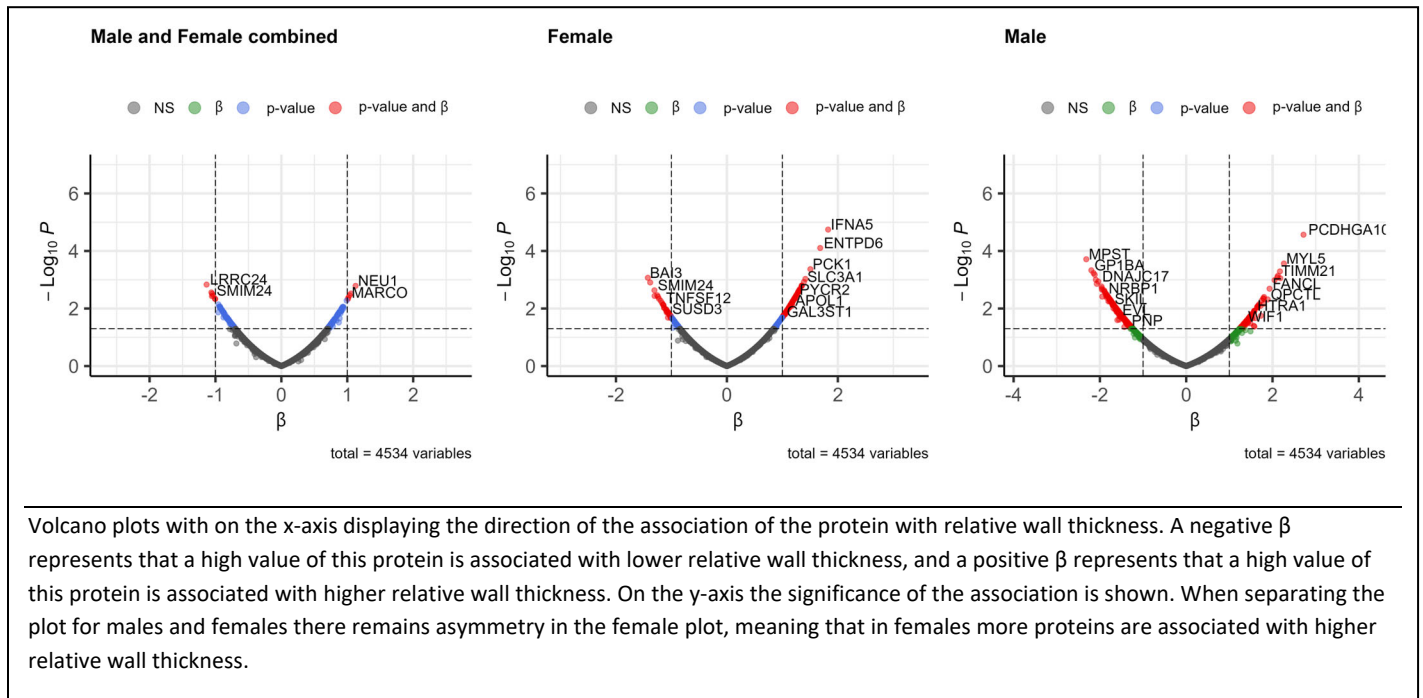 Male and Female combined
NS β p-value p-value and β
− Log10 P
6
4
2
0
LRRC24
SMIM24
NEU1
MARCO
-2 -1 0 1 2
β
total = 4534 variables
Female
NS β p-value p-value and β
− Log10 P
6
4
2
0
IFNA5
ENTPD6
PCK1
SLC3A1
PYCR2
APOL1
GAL3ST1
BAI3
SMIM24
TNFSF12
SUSD3
-2 0 2
β
total = 4534 variables
Male
NS β p-value p-value and β
− Log10 P
6
4
2
0
PCDHGA10
MPST
GP1BA
DNAJC17
NRBP1
SKIL
EVL
PNP
MYL5
TIMM21
FANCL
QPCTL
HTRA1
WIF1
-4 -2 0 2 4
β
total = 4534 variables
Volcano plots with on the x-axis displaying the direction of the association of the protein with relative wall thickness. A negative β
represents that a high value of this protein is associated with lower relative wall thickness, and a positive β represents that a high value of
this protein is associated with higher relative wall thickness. On the y-axis the significance of the association is shown. When separating the
plot for males and females there remains asymmetry in the female plot, meaning that in females more proteins are associated with higher
relative wall thickness.